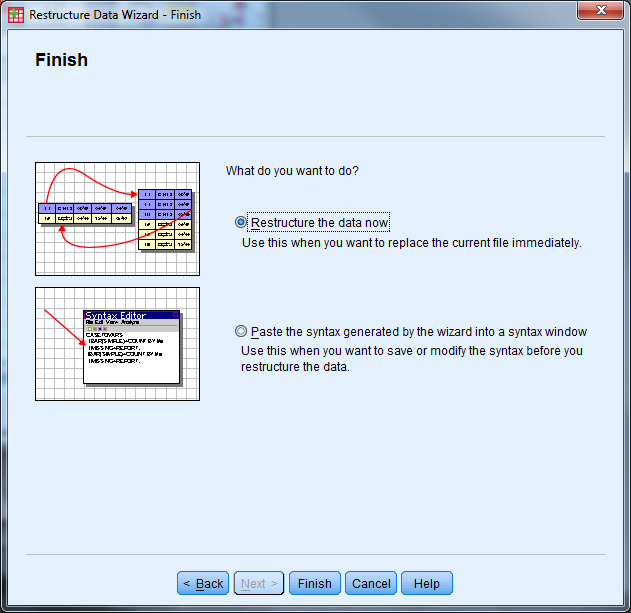 Restructure Data Wizard - Finish
Finish
What do you want to do?
Restructure the data now
Use this when you want to replace the current file immediately.
Syntax Editor
File Edit View Analyze
Paste the syntax generated by the wizard into a syntax window
Use this when you want to save or modify the syntax before you
restructure the data.
< Back
Next >
Finish
Cancel
Help